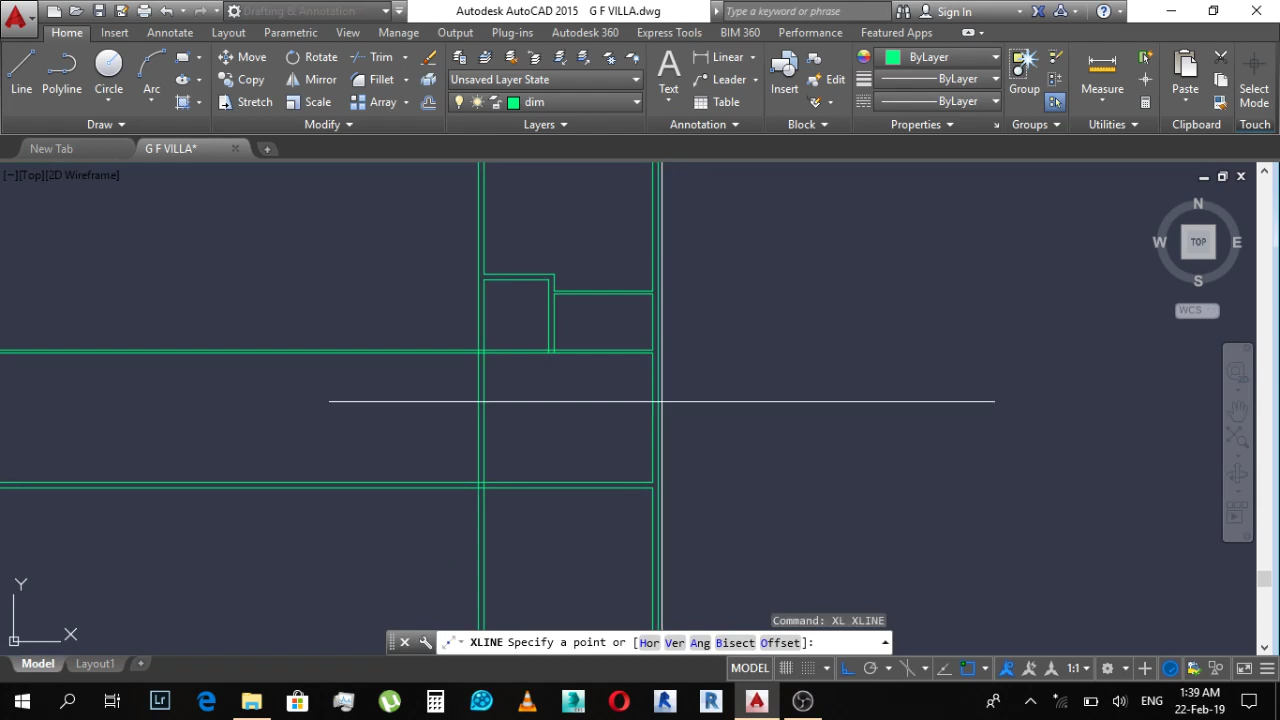 Drafting & Annotation
Autodesk AutoCAD 2015 G F VILLA.dwg
Type a keyword or phrase
Sign In
Home Insert Annotate Layout Parametric View Manage Output Plug-ins Autodesk 360 Express Tools BIM 360 Performance Featured Apps
Line
Polyline
Circle
Arc
Draw
Move
Rotate
Trim
Copy
Mirror
Fillet
Stretch
Scale
Array
Modify
Unsaved Layer State
dim
Layers
Text
Linear
Leader
Table
Annotation
Insert
Edit
Block
ByLayer
ByLayer
ByLayer
Properties
Group
Groups
Measure
Utilities
Paste
Clipboard
Select
Mode
Touch
New Tab
G F VILLA*
[−][Top][2D Wireframe]
N
W
TOP
E
S
WCS
Y
X
Command: XL XLINE
XLINE Specify a point or [Hor Ver Ang Bisect Offset]:
Model
Layout1
MODEL
1:1
Lr
ENG
1:39 AM
22-Feb-19